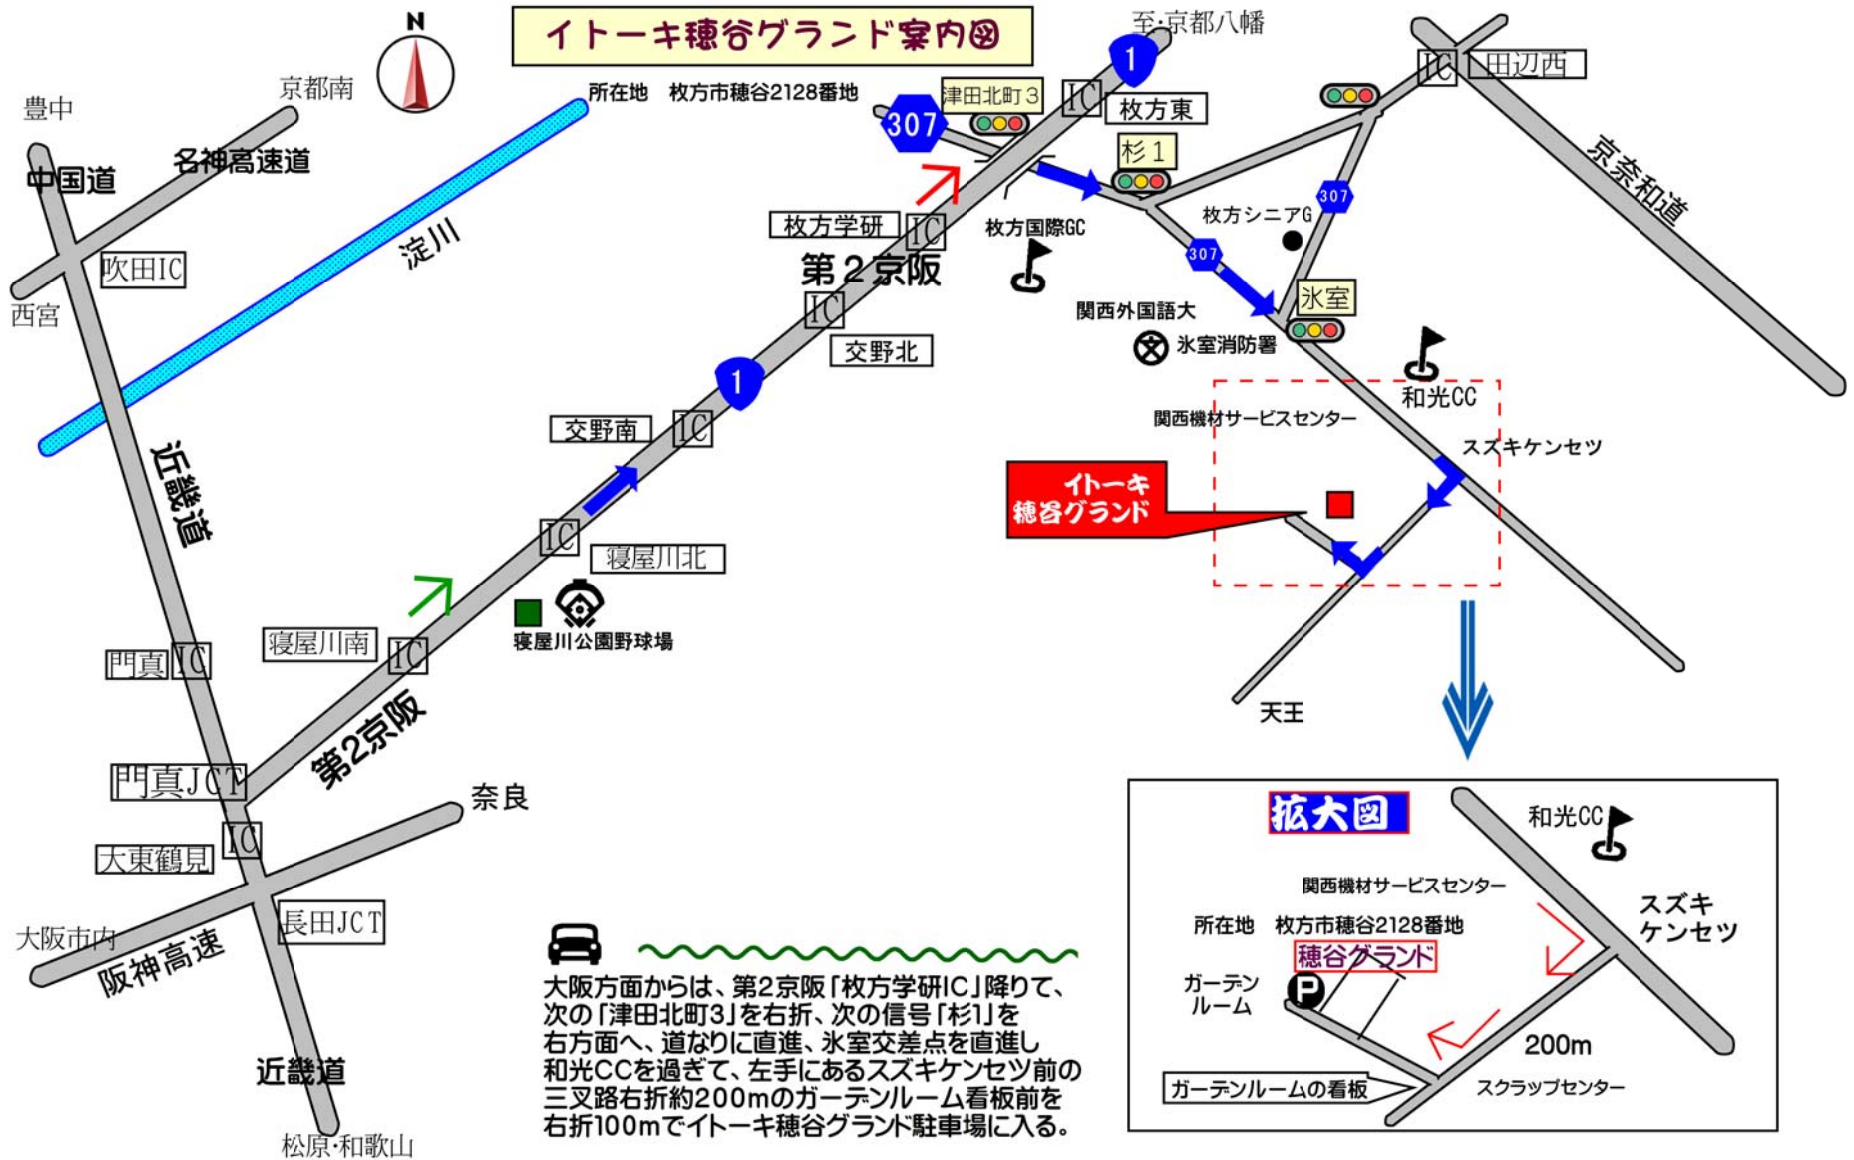 イトーキ穂谷グランド案内図
所在地 枚方市穂谷2128番地
N
至・京都八幡
1
津田北町3
307
IC
枚方東
杉1
IC
田辺西
京奈和道
豊中
京都南
中国道
名神高速道
吹田IC
西宮
淀川
枚方学研
IC
枚方国際GC
第2京阪
枚方シニアG
307
307
氷室
IC
交野北
関西外国語大
氷室消防署
和光CC
1
交野南
IC
関西機材サービスセンター
スズキケンセツ
イトーキ
穂谷グランド
近畿道
IC
寝屋川北
寝屋川公園野球場
寝屋川南
IC
門真
IC
第2京阪
天王
門真JCT
奈良
IC
大東鶴見
長田JCT
大阪市内
阪神高速
近畿道
松原・和歌山
大阪方面からは、第2京阪「枚方学研IC」降りて、
次の「津田北町3」を右折、次の信号「杉1」を
右方面へ、道なりに直進、氷室交差点を直進し
和光CCを過ぎて、左手にあるスズキケンセツ前の
三叉路右折約200mのガーデンルーム看板前を
右折100mでイトーキ穂谷グランド駐車場に入る。
拡大図
和光CC
関西機材サービスセンター
スズキ
ケンセツ
所在地 枚方市穂谷2128番地
穂谷グランド
ガーデン
ルーム
P
200m
ガーデンルームの看板
スクラップセンター